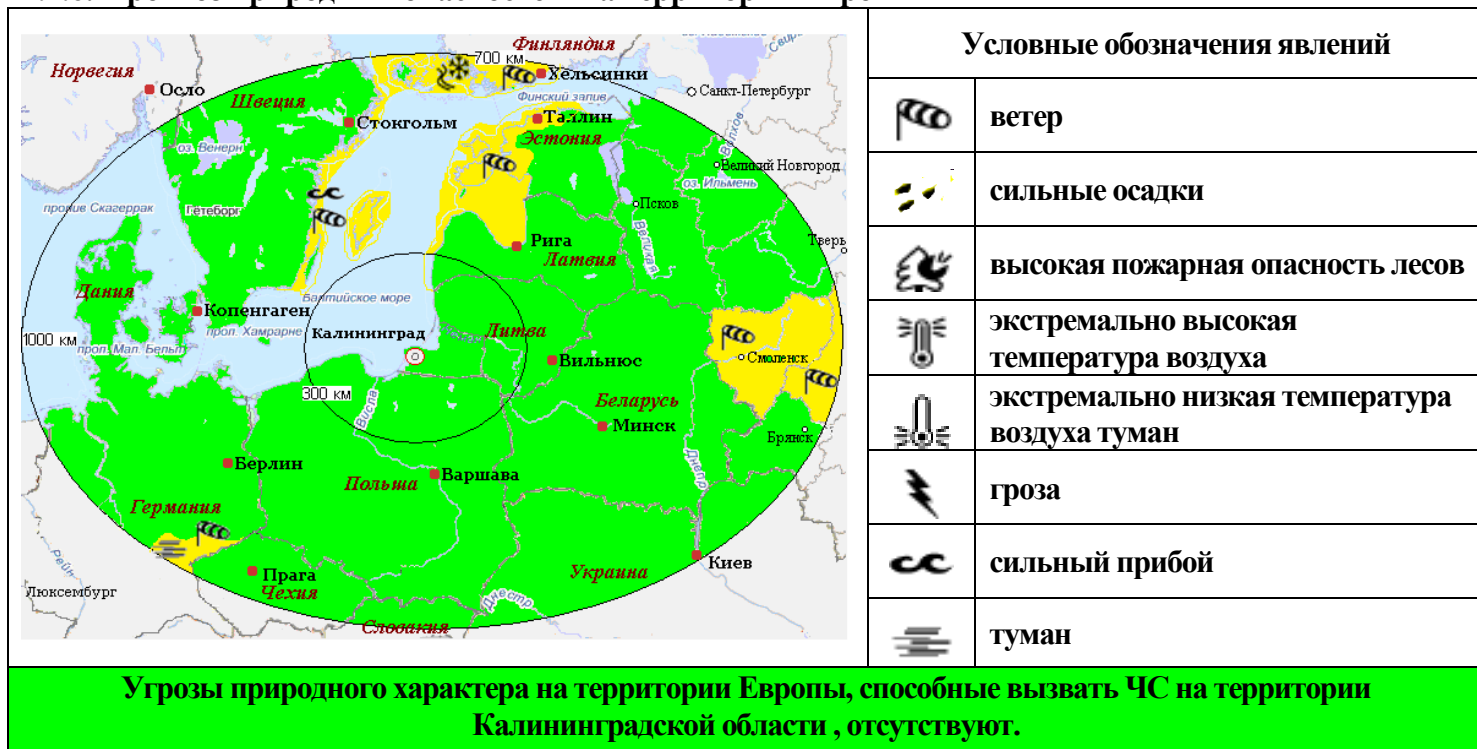 Финляндия
700 км
Норвегия
Хельсинки
Осло
Санкт-Петербург
Финский залив
Швеция
Стокгольм
Таллин
Эстония
Волхов
оз. Венерн
Великий Новгород
оз. Ильмень
Псков
пролив Скагеррак
Гётеборг
Великая
Тверь
Рига
Латвия
Дания
Балтийское море
Копенгаген
1000 км
прол. Хамрарне
Калининград
Литва
прол. Мал. Бельт
Вильнюс
Смоленск
300 км
Висла
Беларусь
Минск
Брянск
Берлин
Варшава
Польша
Днепр
Германия
Рейн
Прага
Чехия
Украина
Киев
Люксембург
Днестр
Словакия
Условные обозначения явлений
ветер
сильные осадки
высокая пожарная опасность лесов
экстремально высокая
температура воздуха
экстремально низкая температура
воздуха туман
гроза
сильный прибой
туман
Угрозы природного характера на территории Европы, способные вызвать ЧС на территории
Калининградской области , отсутствуют.